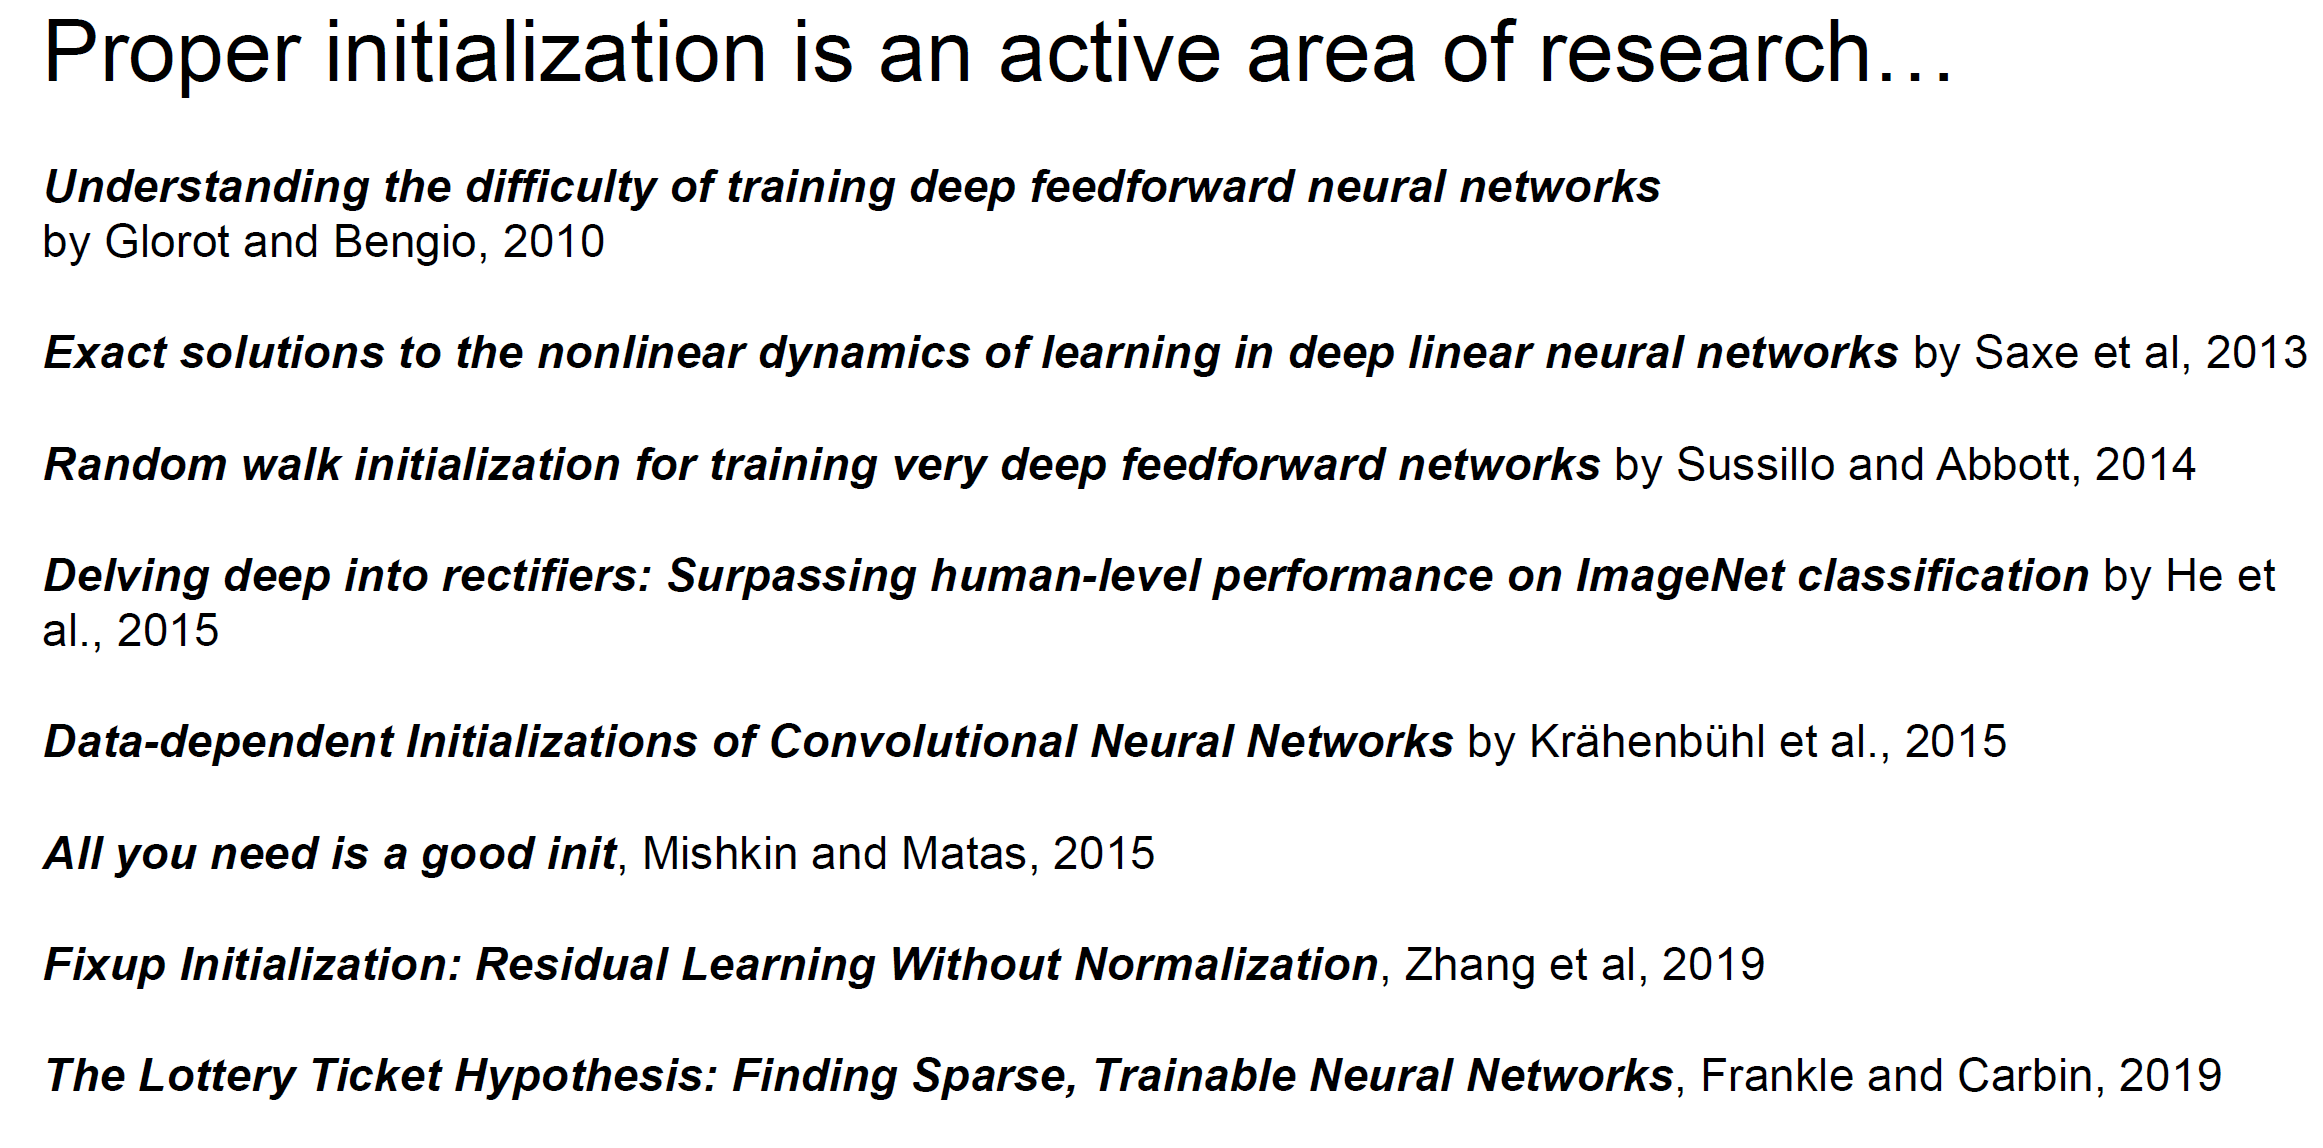 Proper initialization is an active area of research…
Understanding the difficulty of training deep feedforward neural networks
by Glorot and Bengio, 2010
Exact solutions to the nonlinear dynamics of learning in deep linear neural networks by Saxe et al, 2013
Random walk initialization for training very deep feedforward networks by Sussillo and Abbott, 2014
Delving deep into rectifiers: Surpassing human-level performance on ImageNet classification by He et
al., 2015
Data-dependent Initializations of Convolutional Neural Networks by Krähenbühl et al., 2015
All you need is a good init, Mishkin and Matas, 2015
Fixup Initialization: Residual Learning Without Normalization, Zhang et al, 2019
The Lottery Ticket Hypothesis: Finding Sparse, Trainable Neural Networks, Frankle and Carbin, 2019